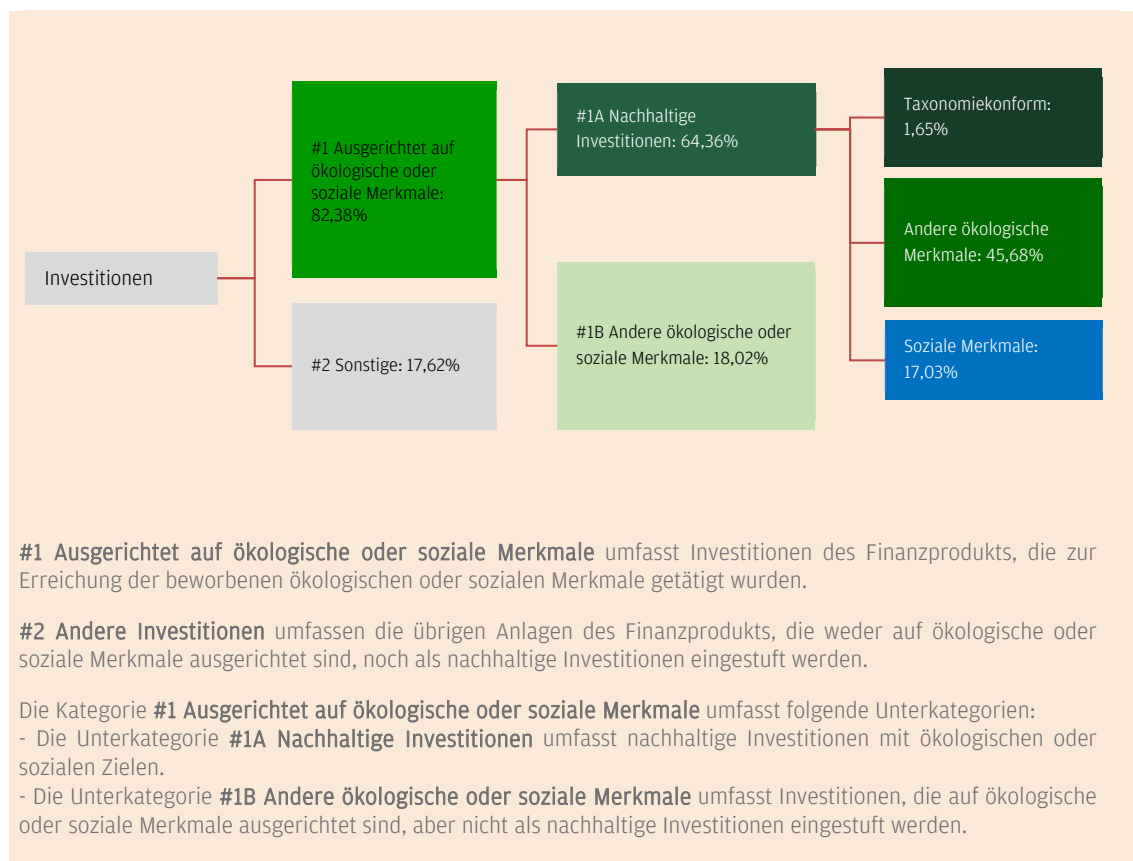 Investitionen
#1 Ausgerichtet auf
ökologische oder
soziale Merkmale:
82,38%
#2 Sonstige: 17,62%
#1A Nachhaltige
Investitionen: 64,36%
#1B Andere ökologische oder
soziale Merkmale: 18,02%
Taxonomiekonform:
1,65%
Andere ökologische
Merkmale: 45,68%
Soziale Merkmale:
17,03%
#1 Ausgerichtet auf ökologische oder soziale Merkmale umfasst Investitionen des Finanzprodukts, die zur
Erreichung der beworbenen ökologischen oder sozialen Merkmale getätigt wurden.
#2 Andere Investitionen umfassen die übrigen Anlagen des Finanzprodukts, die weder auf ökologische oder
soziale Merkmale ausgerichtet sind, noch als nachhaltige Investitionen eingestuft werden.
Die Kategorie #1 Ausgerichtet auf ökologische oder soziale Merkmale umfasst folgende Unterkategorien:
- Die Unterkategorie #1A Nachhaltige Investitionen umfasst nachhaltige Investitionen mit ökologischen oder
sozialen Zielen.
- Die Unterkategorie #1B Andere ökologische oder soziale Merkmale umfasst Investitionen, die auf ökologische
oder soziale Merkmale ausgerichtet sind, aber nicht als nachhaltige Investitionen eingestuft werden.